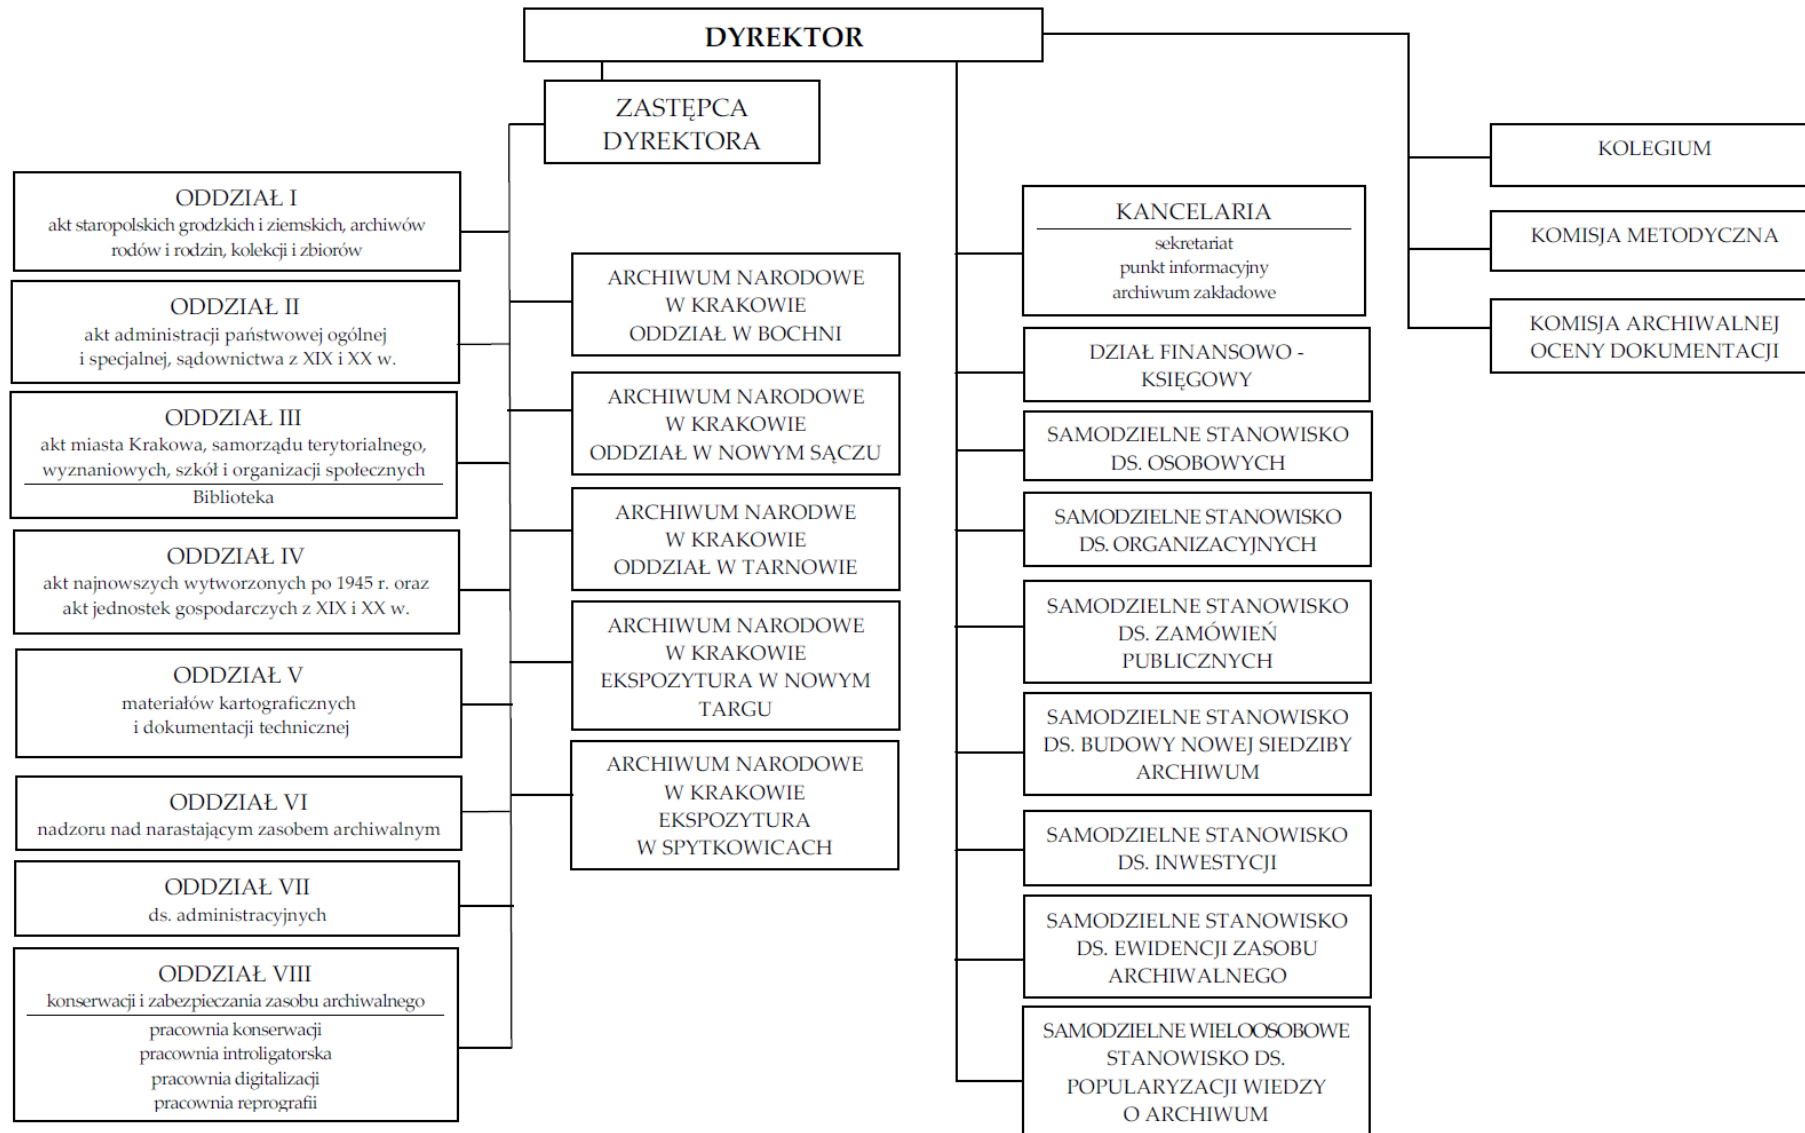 DYREKTOR
ZASTĘPCA
DYREKTORA
ODDZIAŁ I
akt staropolskich grodzkich i ziemskich, archiwów
rodów i rodzin, kolekcji i zbiorów
ODDZIAŁ II
akt administracji państwowej ogólnej
i specjalnej, sądownictwa z XIX i XX w.
ODDZIAŁ III
akt miasta Krakowa, samorządu terytorialnego,
wyznaniowych, szkół i organizacji społecznych
Biblioteka
ODDZIAŁ IV
akt najnowszych wytworzonych po 1945 r. oraz
akt jednostek gospodarczych z XIX i XX w.
ODDZIAŁ V
materiałów kartograficznych
i dokumentacji technicznej
ODDZIAŁ VI
nadzoru nad narastającym zasobem archiwalnym
ODDZIAŁ VII
ds. administracyjnych
ODDZIAŁ VIII
konserwacji i zabezpieczania zasobu archiwalnego
pracownia konserwacji
pracownia introligatorska
pracownia digitalizacji
pracownia reprografii
ARCHIWUM NARODOWE
W KRAKOWIE
ODDZIAŁ W BOCHNI
ARCHIWUM NARODOWE
W KRAKOWIE
ODDZIAŁ W NOWYM SĄCZU
ARCHIWUM NARODWE
W KRAKOWIE
ODDZIAŁ W TARNOWIE
ARCHIWUM NARODOWE
W KRAKOWIE
EKSPOZYTURA W NOWYM
TARGU
ARCHIWUM NARODOWE
W KRAKOWIE
EKSPOZYTURA
W SPYTKOWICACH
KANCELARIA
sekretariat
punkt informacyjny
archiwum zakładowe
DZIAŁ FINANSOWO -
KSIĘGOWY
SAMODZIELNE STANOWISKO
DS. OSOBOWYCH
SAMODZIELNE STANOWISKO
DS. ORGANIZACYJNYCH
SAMODZIELNE STANOWISKO
DS. ZAMÓWIEŃ
PUBLICZNYCH
SAMODZIELNE STANOWISKO
DS. BUDOWY NOWEJ SIEDZIBY
ARCHIWUM
SAMODZIELNE STANOWISKO
DS. INWESTYCJI
SAMODZIELNE STANOWISKO
DS. EWIDENCJI ZASOBU
ARCHIWALNEGO
SAMODZIELNE WIELOOSOBOWE
STANOWISKO DS.
POPULARYZACJI WIEDZY
O ARCHIWUM
KOLEGIUM
KOMISJA METODYCZNA
KOMISJA ARCHIWALNEJ
OCENY DOKUMENTACJI